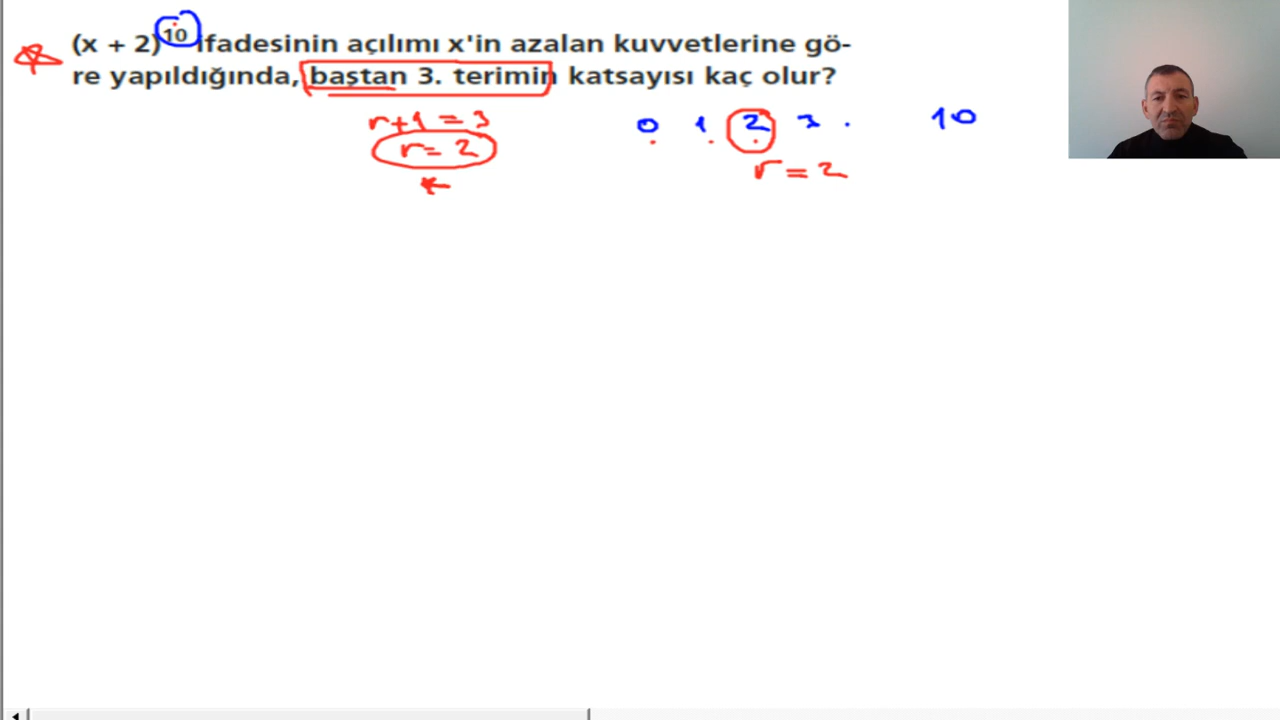 (x + 2)¹⁰ ifadesinin açılımı x'in azalan kuvvetlerine gö-
re yapıldığında, baştan 3. terimin katsayısı kaç olur?
r+1 = 3
r = 2
0 1 2 3 . 10
r = 2